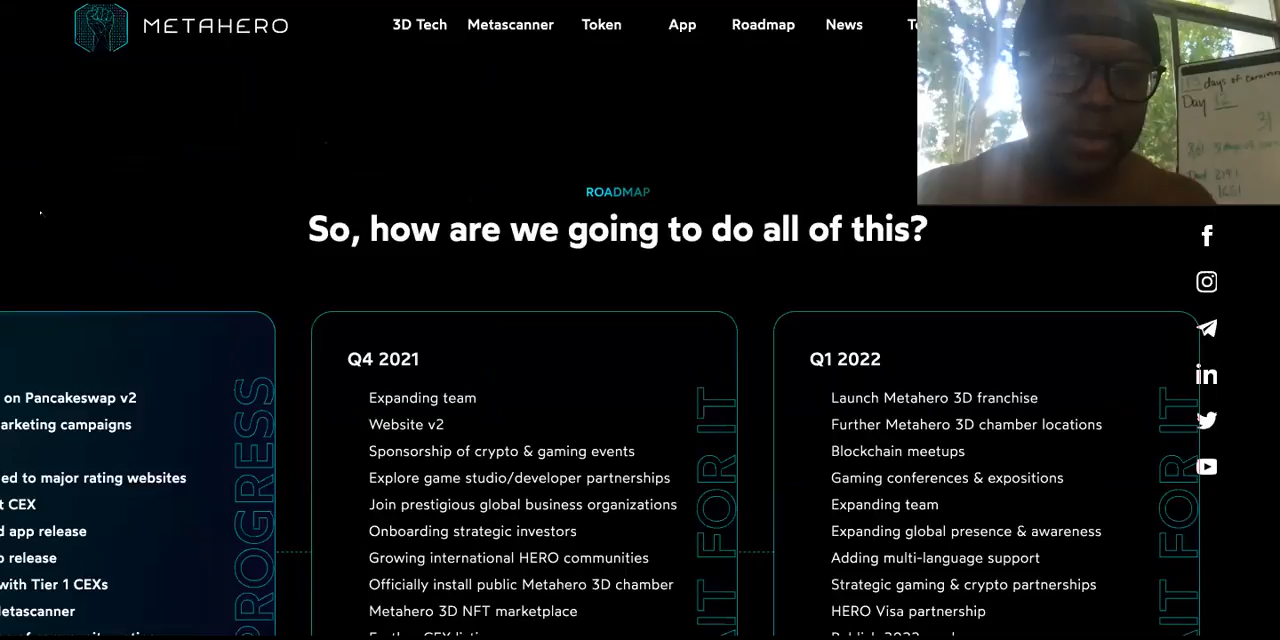 METAHERO
3D Tech
Metascanner
Token
App
Roadmap
News
days of
Day 12
ROADMAP
So, how are we going to do all of this?
on Pancakeswap v2
arketing campaigns
ed to major rating websites
t CEX
d app release
o release
with Tier 1 CEXs
etascanner
PROGRESS
Q4 2021
Expanding team
Website v2
Sponsorship of crypto & gaming events
Explore game studio/developer partnerships
Join prestigious global business organizations
Onboarding strategic investors
Growing international HERO communities
Officially install public Metahero 3D chamber
Metahero 3D NFT marketplace
WAIT FOR IT
Q1 2022
Launch Metahero 3D franchise
Further Metahero 3D chamber locations
Blockchain meetups
Gaming conferences & expositions
Expanding team
Expanding global presence & awareness
Adding multi-language support
Strategic gaming & crypto partnerships
HERO Visa partnership
AIT FOR IT